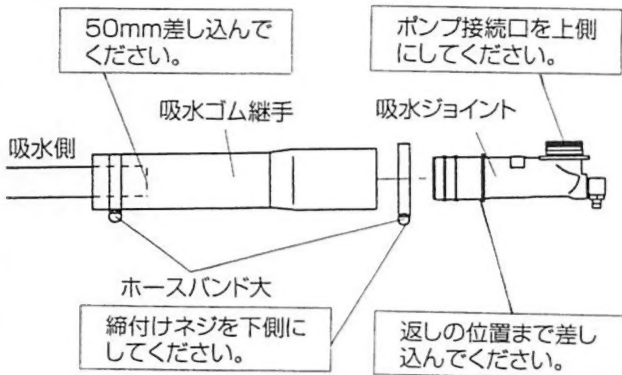 50mm差し込んで
ください。
ポンプ接続口を上側
にしてください。
吸水ゴム継手
吸水ジョイント
吸水側
ホースバンド大
締付けネジを下側に
してください。
返しの位置まで差し
込んでください。